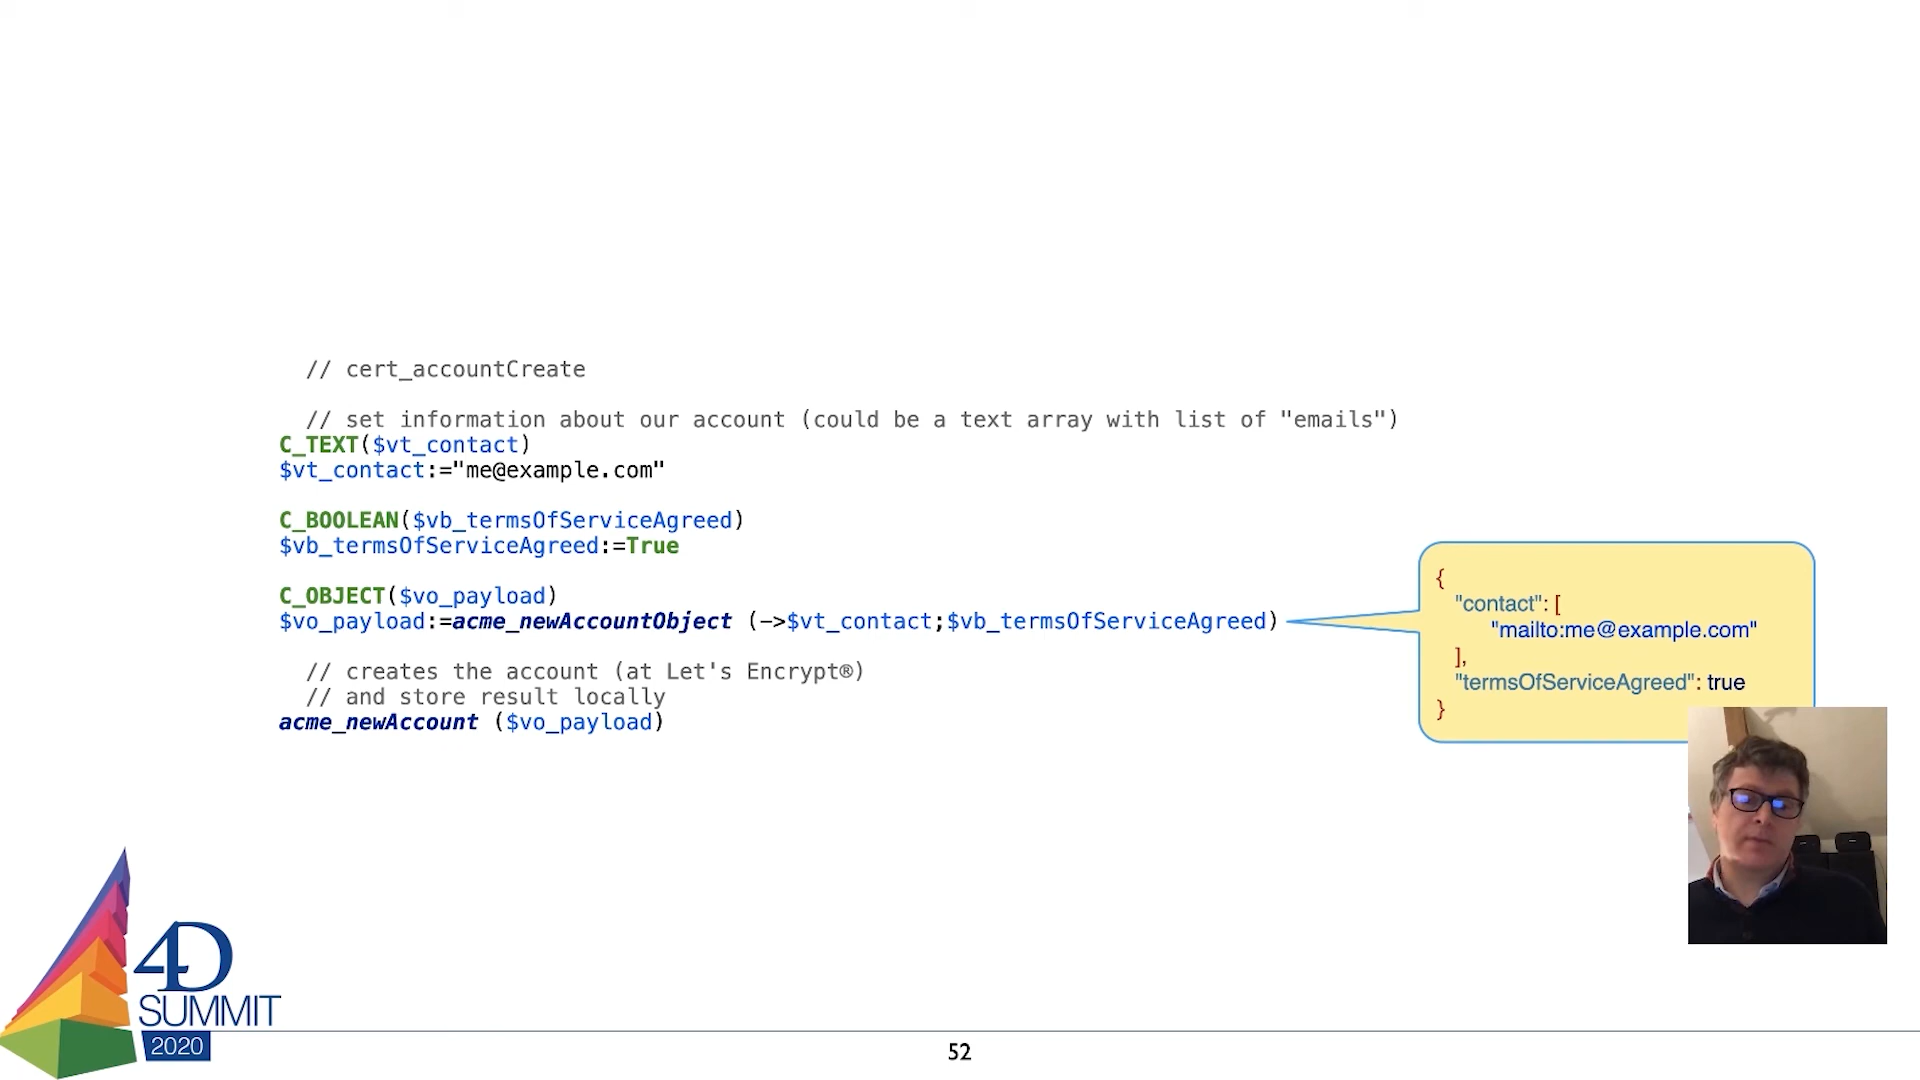 // cert_accountCreate
// set information about our account (could be a text array with list of "emails")
C_TEXT($vt_contact)
$vt_contact:="me@example.com"
C_BOOLEAN($vb_termsOfServiceAgreed)
$vb_termsOfServiceAgreed:=True
C_OBJECT($vo_payload)
$vo_payload:=acme_newAccountObject (->$vt_contact;$vb_termsOfServiceAgreed)
// creates the account (at Let's Encrypt®)
// and store result locally
acme_newAccount ($vo_payload)
{
"contact": [
"mailto:me@example.com"
],
"termsOfServiceAgreed": true
}
4D
SUMMIT
2020
52